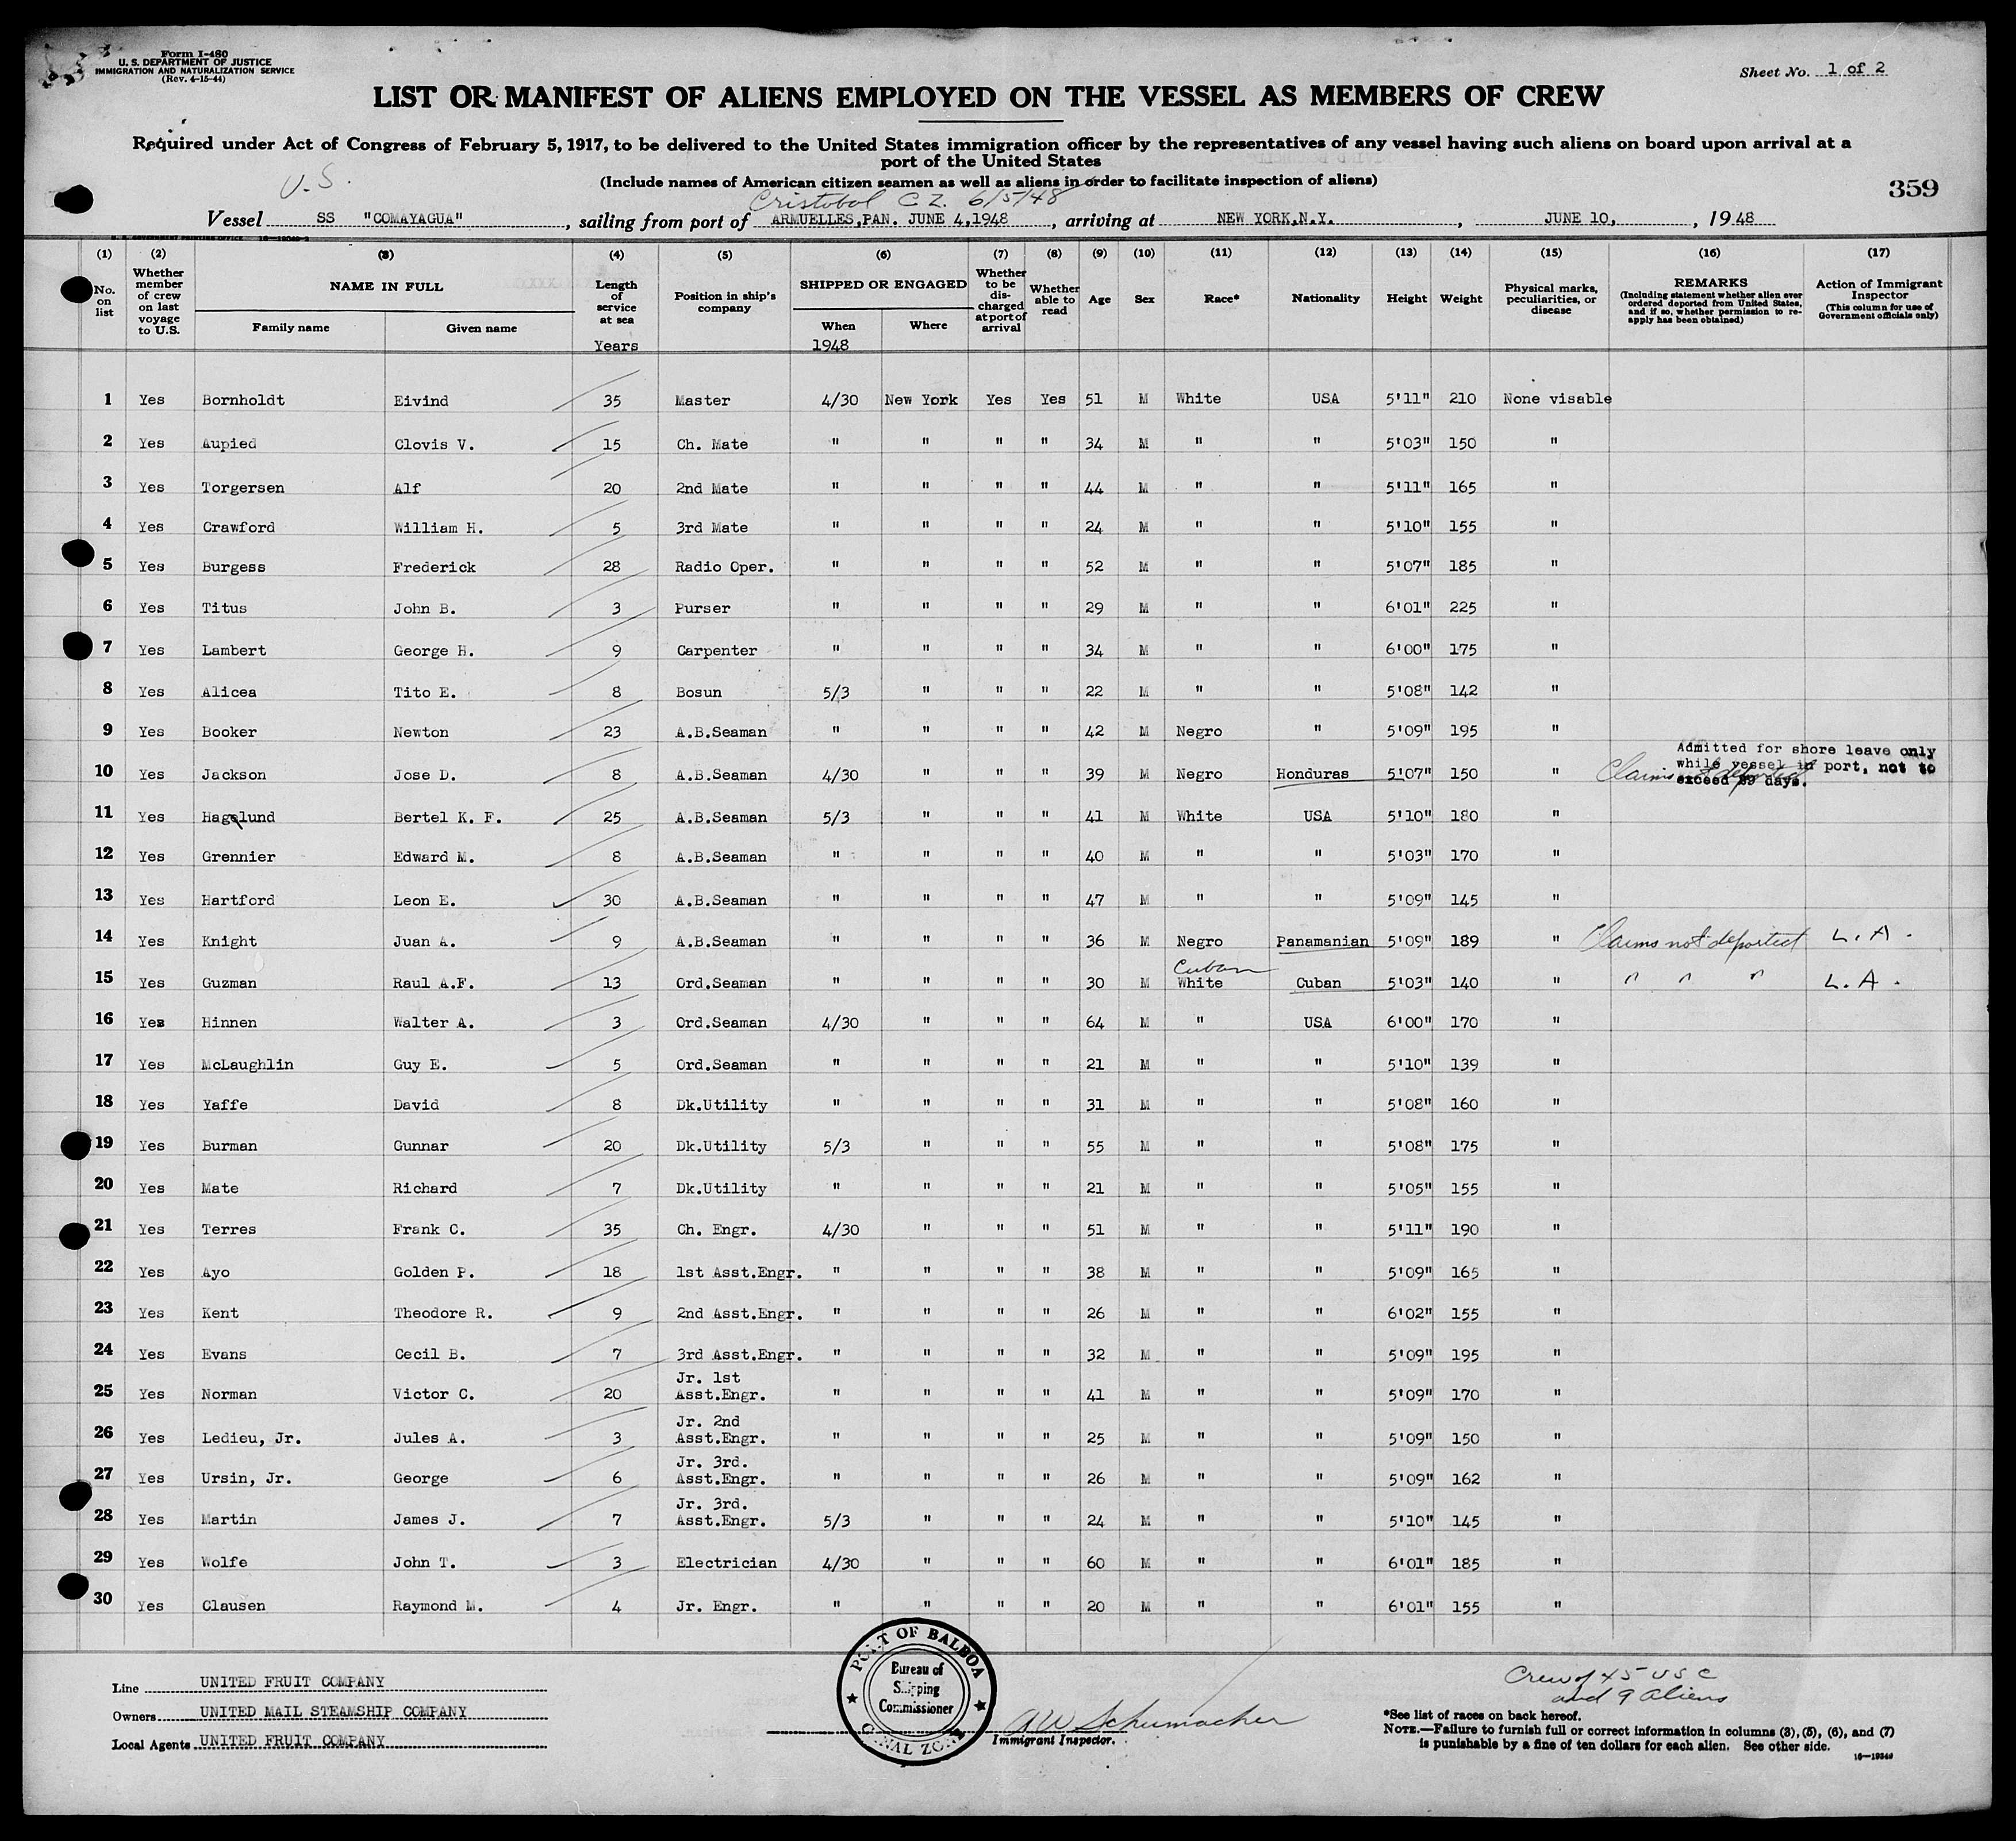 Form I-480
U. S. DEPARTMENT OF JUSTICE
IMMIGRATION AND NATURALIZATION SERVICE
(Rev. 4-15-44)
Sheet No. 1 of 2
LIST OR MANIFEST OF ALIENS EMPLOYED ON THE VESSEL AS MEMBERS OF CREW
Required under Act of Congress of February 5, 1917, to be delivered to the United States immigration officer by the representatives of any vessel having such aliens on board upon arrival at a
port of the United States
U.S.
(Include names of American citizen seamen as well as aliens in order to facilitate inspection of aliens)
359
Cristobal C Z. 6/5/48
Vessel SS "COMAYAGUA", sailing from port of ARMUELLES,PAN. JUNE 4,1948, arriving at NEW YORK,N.Y., JUNE 10, 1948
(1) (2) (3) (4) (5) (6) (7) (8) (9) (10) (11) (12) (13) (14) (15) (16) (17)
No. on list
Whether member of crew on last voyage to U.S.
NAME IN FULL
Family name Given name
Length of service at sea
Years
Position in ship's company
SHIPPED OR ENGAGED
When Where
1948
Whether to be discharged at port of arrival
Whether able to read
Age Sex Race* Nationality Height Weight
Physical marks, peculiarities, or disease
REMARKS
(Including statement whether alien ever ordered deported from United States, and if so, whether permission to reapply has been obtained)
Action of Immigrant Inspector
(This column for use of Government officials only)
1 Yes Bornholdt Eivind 35 Master 4/30 New York Yes Yes 51 M White USA 5'11" 210 None visable
2 Yes Aupied Clovis V. 15 Ch. Mate " " " " 34 M " " 5'03" 150 "
3 Yes Torgersen Alf 20 2nd Mate " " " " 44 M " " 5'11" 165 "
4 Yes Crawford William H. 5 3rd Mate " " " " 24 M " " 5'10" 155 "
5 Yes Burgess Frederick 28 Radio Oper. " " " " 52 M " " 5'07" 185 "
6 Yes Titus John B. 3 Purser " " " " 29 M " " 6'01" 225 "
7 Yes Lambert George H. 9 Carpenter " " " " 34 M " " 6'00" 175 "
8 Yes Alicea Tito E. 8 Bosun 5/3 " " " 22 M " " 5'08" 142 "
9 Yes Booker Newton 23 A.B.Seaman " " " " 42 M Negro " 5'09" 195 "
10 Yes Jackson Jose D. 8 A.B.Seaman 4/30 " " " 39 M Negro Honduras 5'07" 150 " Claims not deported
Admitted for shore leave only
while vessel in port, not to
exceed 29 days.
11 Yes Hagelund Bertel K. F. 25 A.B.Seaman 5/3 " " " 41 M White USA 5'10" 180 "
12 Yes Grennier Edward M. 8 A.B.Seaman " " " " 40 M " " 5'03" 170 "
13 Yes Hartford Leon E. 30 A.B.Seaman " " " " 47 M " " 5'09" 145 "
14 Yes Knight Juan A. 9 A.B.Seaman " " " " 36 M Negro Panamanian 5'09" 189 " Claims not deported L. A.
Cuban
15 Yes Guzman Raul A.F. 13 Ord.Seaman " " " " 30 M White Cuban 5'03" 140 " " " " L. A.
16 Yes Hinnen Walter A. 3 Ord.Seaman 4/30 " " " 64 M " USA 6'00" 170 "
17 Yes McLaughlin Guy E. 5 Ord.Seaman " " " " 21 M " " 5'10" 139 "
18 Yes Yaffe David 8 Dk.Utility " " " " 31 M " " 5'08" 160 "
19 Yes Burman Gunnar 20 Dk.Utility 5/3 " " " 55 M " " 5'08" 175 "
20 Yes Mate Richard 7 Dk.Utility " " " " 21 M " " 5'05" 155 "
21 Yes Terres Frank C. 35 Ch. Engr. 4/30 " " " 51 M " " 5'11" 190 "
22 Yes Ayo Golden P. 18 1st Asst.Engr. " " " " 38 M " " 5'09" 165 "
23 Yes Kent Theodore R. 9 2nd Asst.Engr. " " " " 26 M " " 6'02" 155 "
24 Yes Evans Cecil B. 7 3rd Asst.Engr. " " " " 32 M " " 5'09" 195 "
Jr. 1st
25 Yes Norman Victor C. 20 Asst.Engr. " " " " 41 M " " 5'09" 170 "
Jr. 2nd
26 Yes Ledieu, Jr. Jules A. 3 Asst.Engr. " " " " 25 M " " 5'09" 150 "
Jr. 3rd.
27 Yes Ursin, Jr. George 6 Asst.Engr. " " " " 26 M " " 5'09" 162 "
Jr. 3rd.
28 Yes Martin James J. 7 Asst.Engr. 5/3 " " " 24 M " " 5'10" 145 "
29 Yes Wolfe John T. 3 Electrician 4/30 " " " 60 M " " 6'01" 185 "
30 Yes Clausen Raymond M. 4 Jr. Engr. " " " " 20 M " " 6'01" 155 "
Line UNITED FRUIT COMPANY
Owners UNITED MAIL STEAMSHIP COMPANY
Local Agents UNITED FRUIT COMPANY
PORT OF BALBOA
Bureau of
Shipping
Commissioner
CANAL ZONE
A W Schumacher
Immigrant Inspector.
Crew of 45 USC
and 9 aliens
*See list of races on back hereof.
NOTE.—Failure to furnish full or correct information in columns (3), (5), (6), and (7)
is punishable by a fine of ten dollars for each alien. See other side.